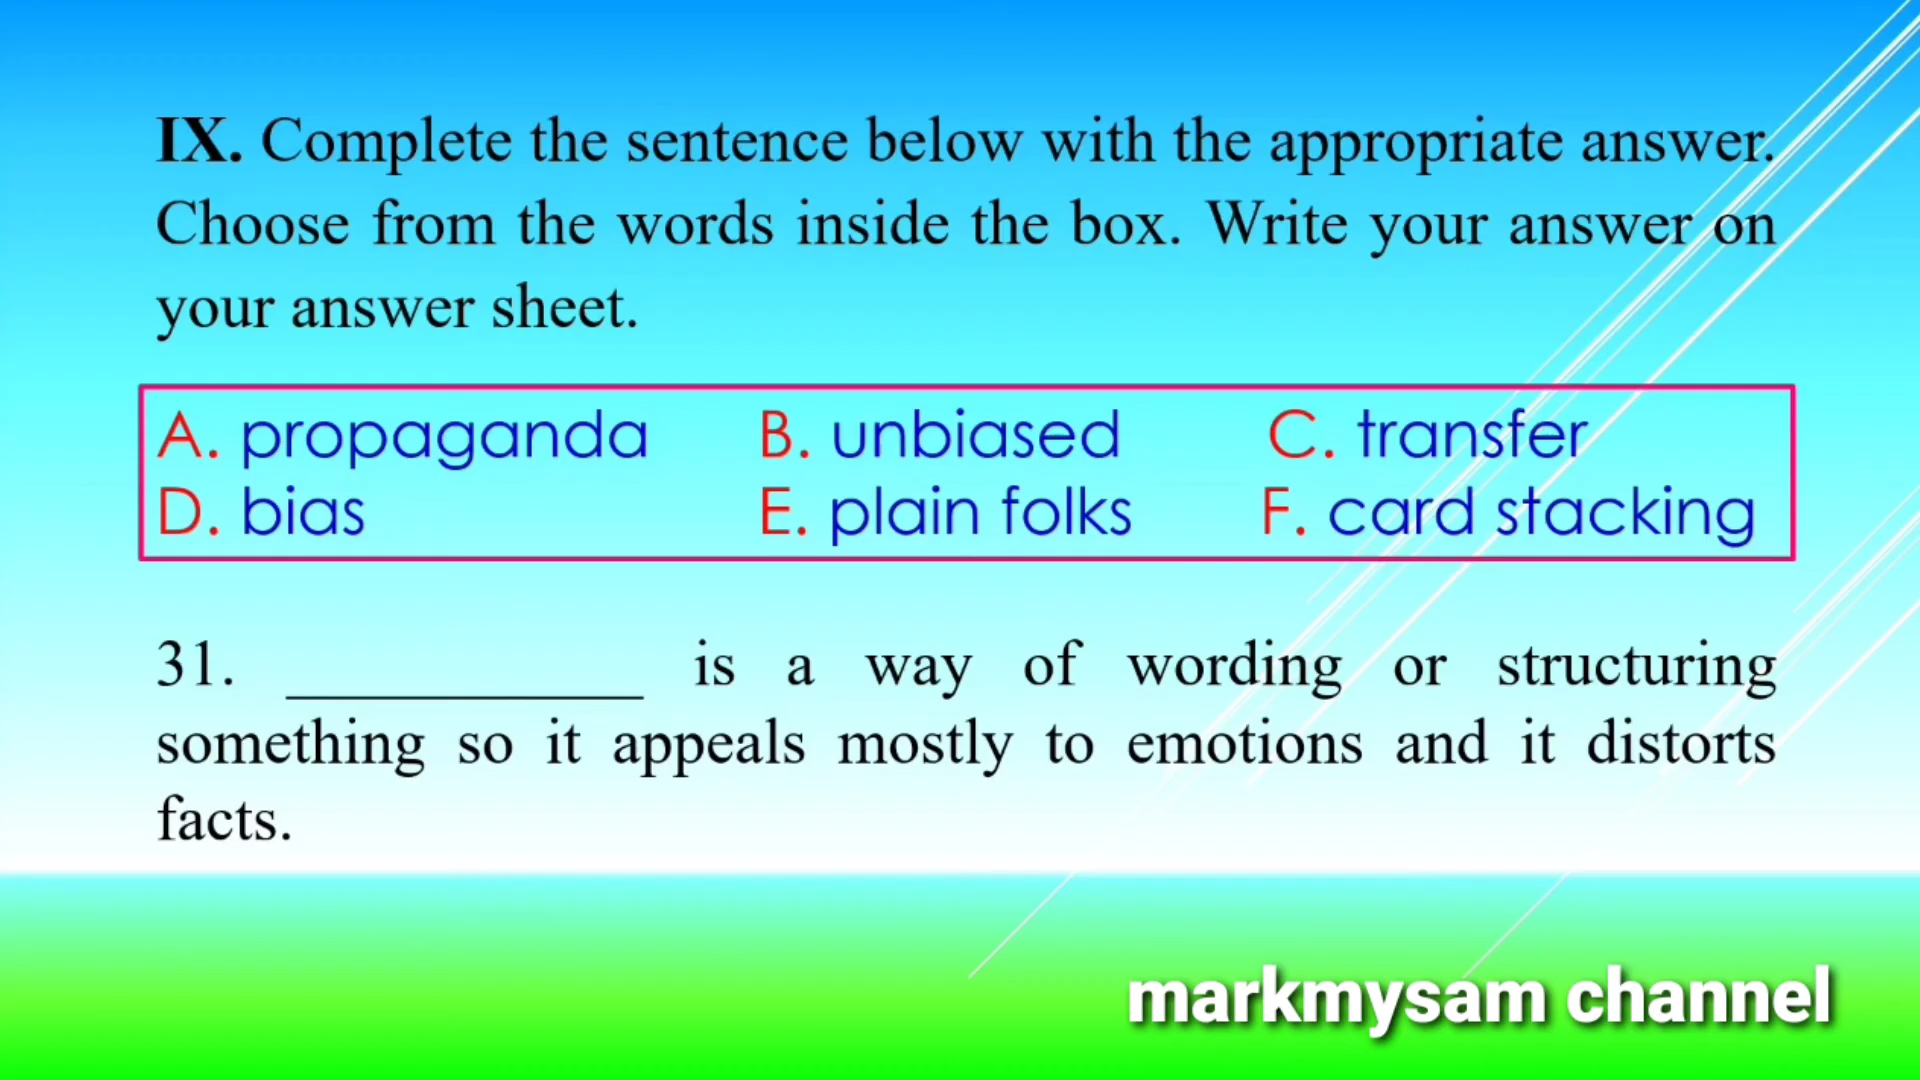 IX. Complete the sentence below with the appropriate answer.
Choose from the words inside the box. Write your answer on
your answer sheet.
A. propaganda B. unbiased C. transfer
D. bias E. plain folks F. card stacking
31. ___________ is a way of wording or structuring
something so it appeals mostly to emotions and it distorts
facts.
markmysam channel